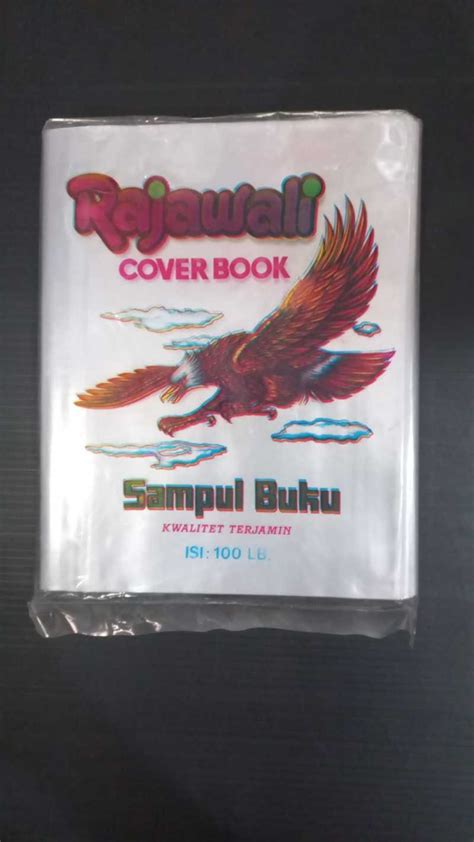 Rajawali
COVER BOOK
Sampul Buku
KWALITET TERJAMIN
ISI: 100 LB.